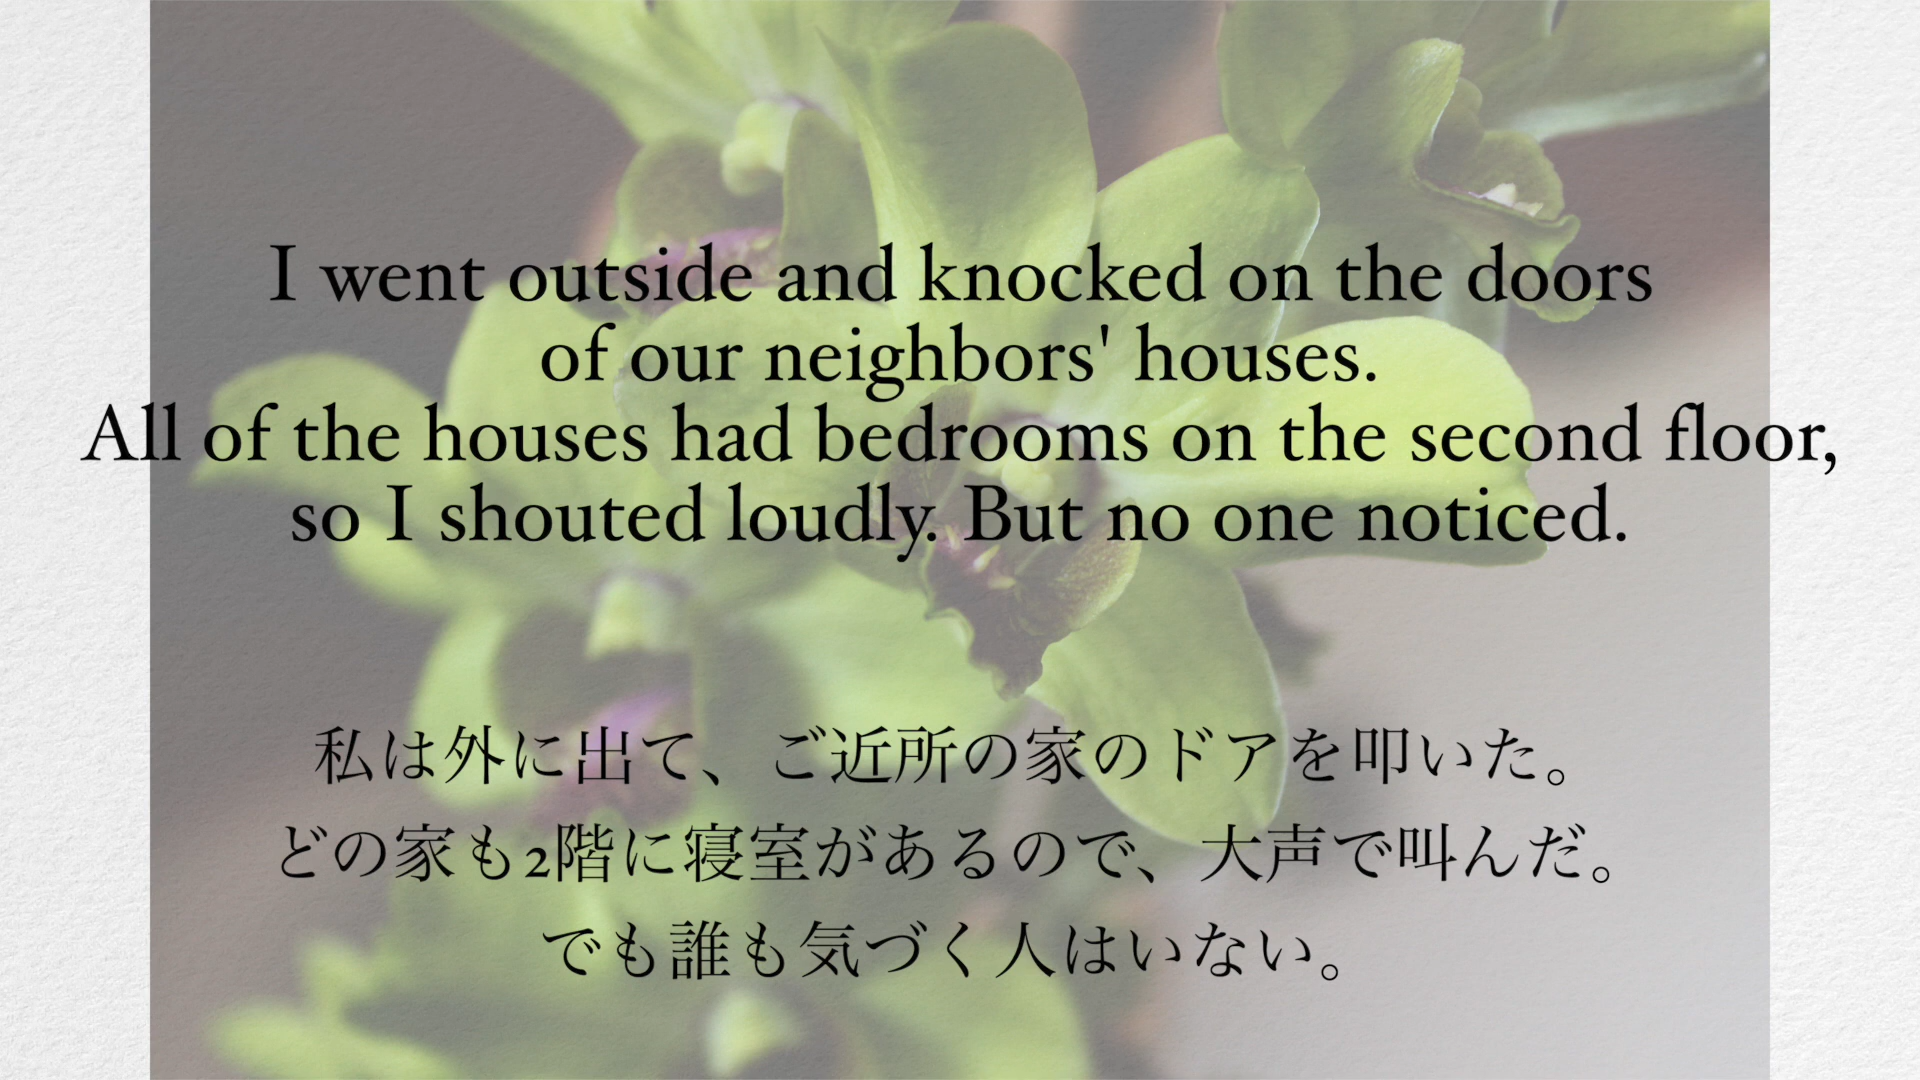 I went outside and knocked on the doors
of our neighbors' houses.
All of the houses had bedrooms on the second floor,
so I shouted loudly. But no one noticed.
私は外に出て、ご近所の家のドアを叩いた。
どの家も2階に寝室があるので、大声で叫んだ。
でも誰も気づく人はいない。